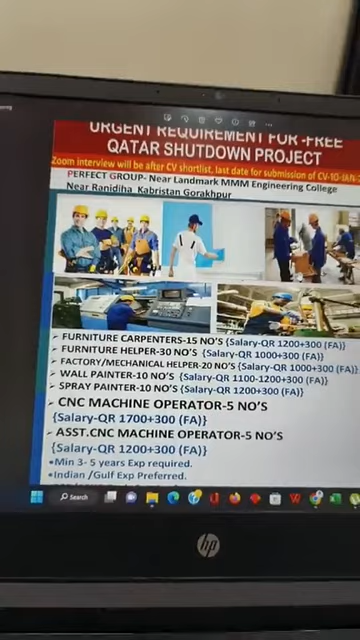 URGENT REQUIREMENT FOR -FREE
QATAR SHUTDOWN PROJECT
Zoom interview will be after CV shortlist, last date for submission of CV-10-JAN-2
PERFECT GROUP- Near Landmark MMM Engineering College
Near Ranidiha Kabristan Gorakhpur
➢ FURNITURE CARPENTERS-15 NO'S {Salary-QR 1200+300 (FA)}
➢ FURNITURE HELPER-30 NO'S {Salary-QR 1000+300 (FA)}
➢ FACTORY/MECHANICAL HELPER-20 NO'S {Salary-QR 1000+300 (FA)}
➢ WALL PAINTER-10 NO'S {Salary-QR 1100-1200+300 (FA)}
➢ SPRAY PAINTER-10 NO'S {Salary-QR 1200+300 (FA)}
➢ CNC MACHINE OPERATOR-5 NO'S
{Salary-QR 1700+300 (FA)}
➢ ASST.CNC MACHINE OPERATOR-5 NO'S
{Salary-QR 1200+300 (FA)}
•Min 3- 5 years Exp required.
•Indian /Gulf Exp Preferred.
Search
hp